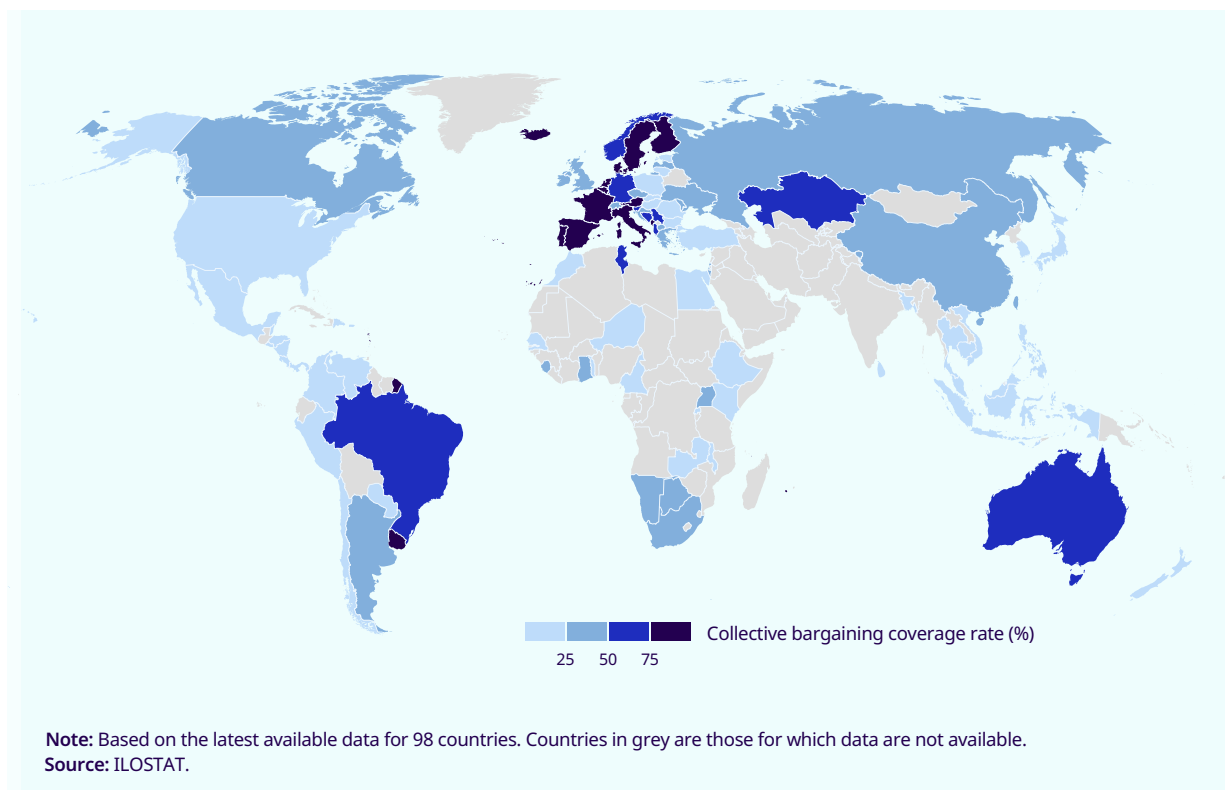 Collective bargaining coverage rate (%)
25 50 75
Note: Based on the latest available data for 98 countries. Countries in grey are those for which data are not available.
Source: ILOSTAT.